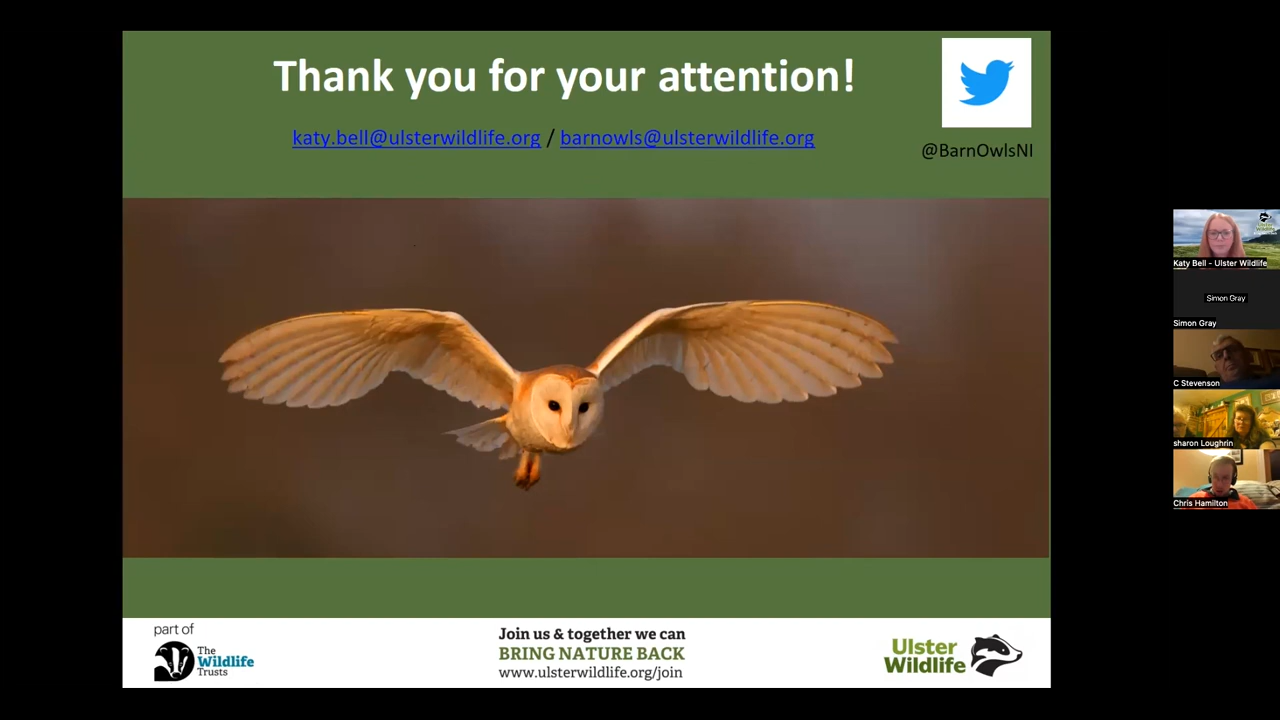 Thank you for your attention!
katy.bell@ulsterwildlife.org / barnowls@ulsterwildlife.org
@BarnOwlsNI
part of
The
Wildlife
Trusts
Join us & together we can
BRING NATURE BACK
www.ulsterwildlife.org/join
Ulster
Wildlife
Ulster
Wildlife
Katy Bell - Ulster Wildlife
Simon Gray
Simon Gray
C Stevenson
sharon Loughrin
Chris Hamilton